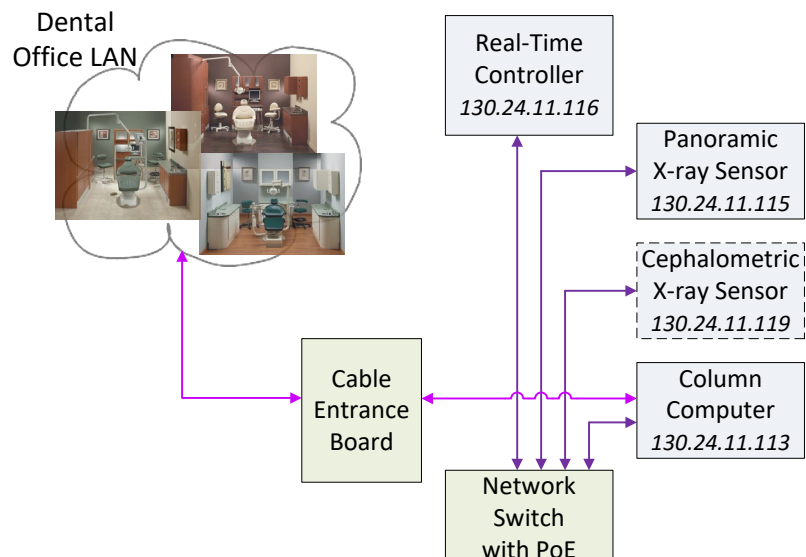 Dental
Office LAN
Real-Time
Controller
130.24.11.116
Panoramic
X-ray Sensor
130.24.11.115
Cephalometric
X-ray Sensor
130.24.11.119
Cable
Entrance
Board
Column
Computer
130.24.11.113
Network
Switch
with PoE